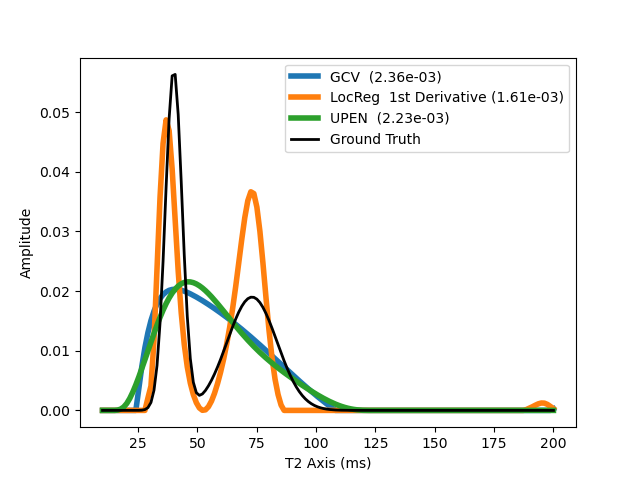 GCV  (2.36e-03)
LocReg  1st Derivative (1.61e-03)
UPEN  (2.23e-03)
Ground Truth
Amplitude
0.05
0.04
0.03
0.02
0.01
0.00
25 50 75 100 125 150 175 200
T2 Axis (ms)